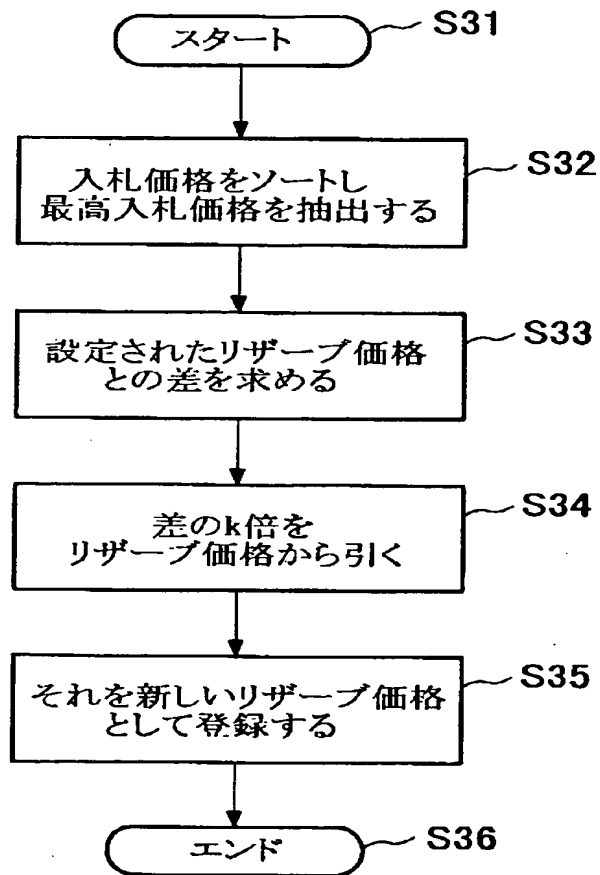 スタート
S31
入札価格をソートし
最高入札価格を抽出する
S32
設定されたリザーブ価格
との差を求める
S33
差のk倍を
リザーブ価格から引く
S34
それを新しいリザーブ価格
として登録する
S35
エンド
S36